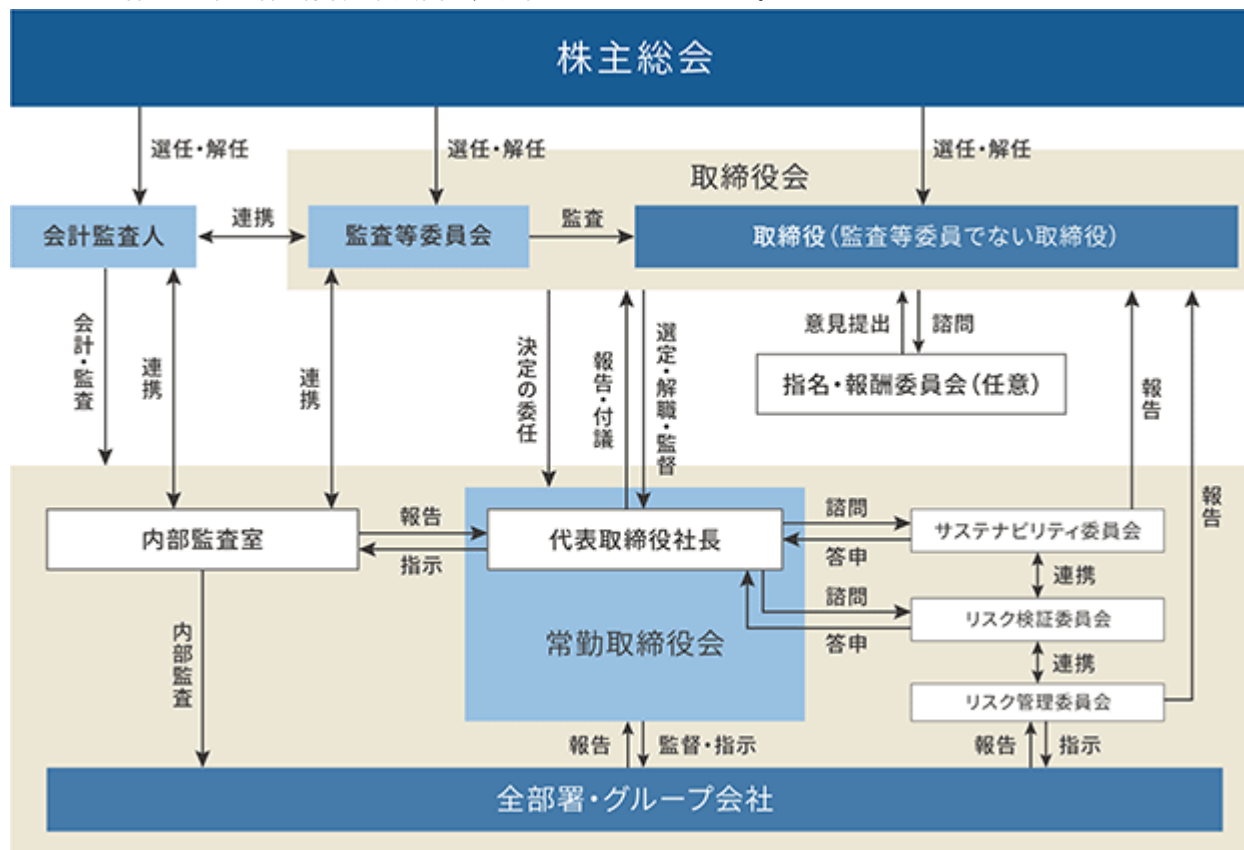 株主総会
選任・解任
選任・解任
選任・解任
取締役会
会計監査人
連携
監査等委員会
監査
取締役（監査等委員でない取締役）
会計・監査
連携
連携
決定の委任
報告・付議
選定・解職・監督
意見提出
諮問
指名・報酬委員会（任意）
報告
報告
内部監査室
報告
指示
代表取締役社長
諮問
答申
サステナビリティ委員会
連携
諮問
答申
リスク検証委員会
連携
常勤取締役会
リスク管理委員会
内部監査
報告
監督・指示
報告
指示
全部署・グループ会社